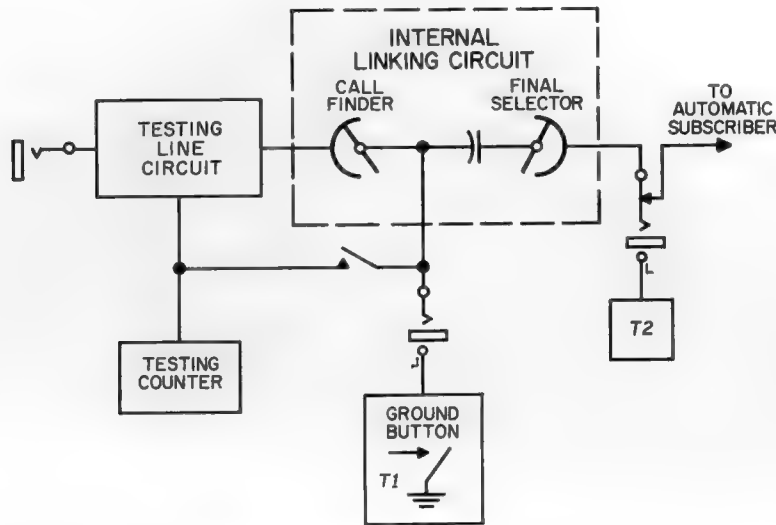 INTERNAL
LINKING CIRCUIT
CALL
FINDER
FINAL
SELECTOR
TO
AUTOMATIC
SUBSCRIBER
TESTING
LINE
CIRCUIT
TESTING
COUNTER
GROUND
BUTTON
T1
T2